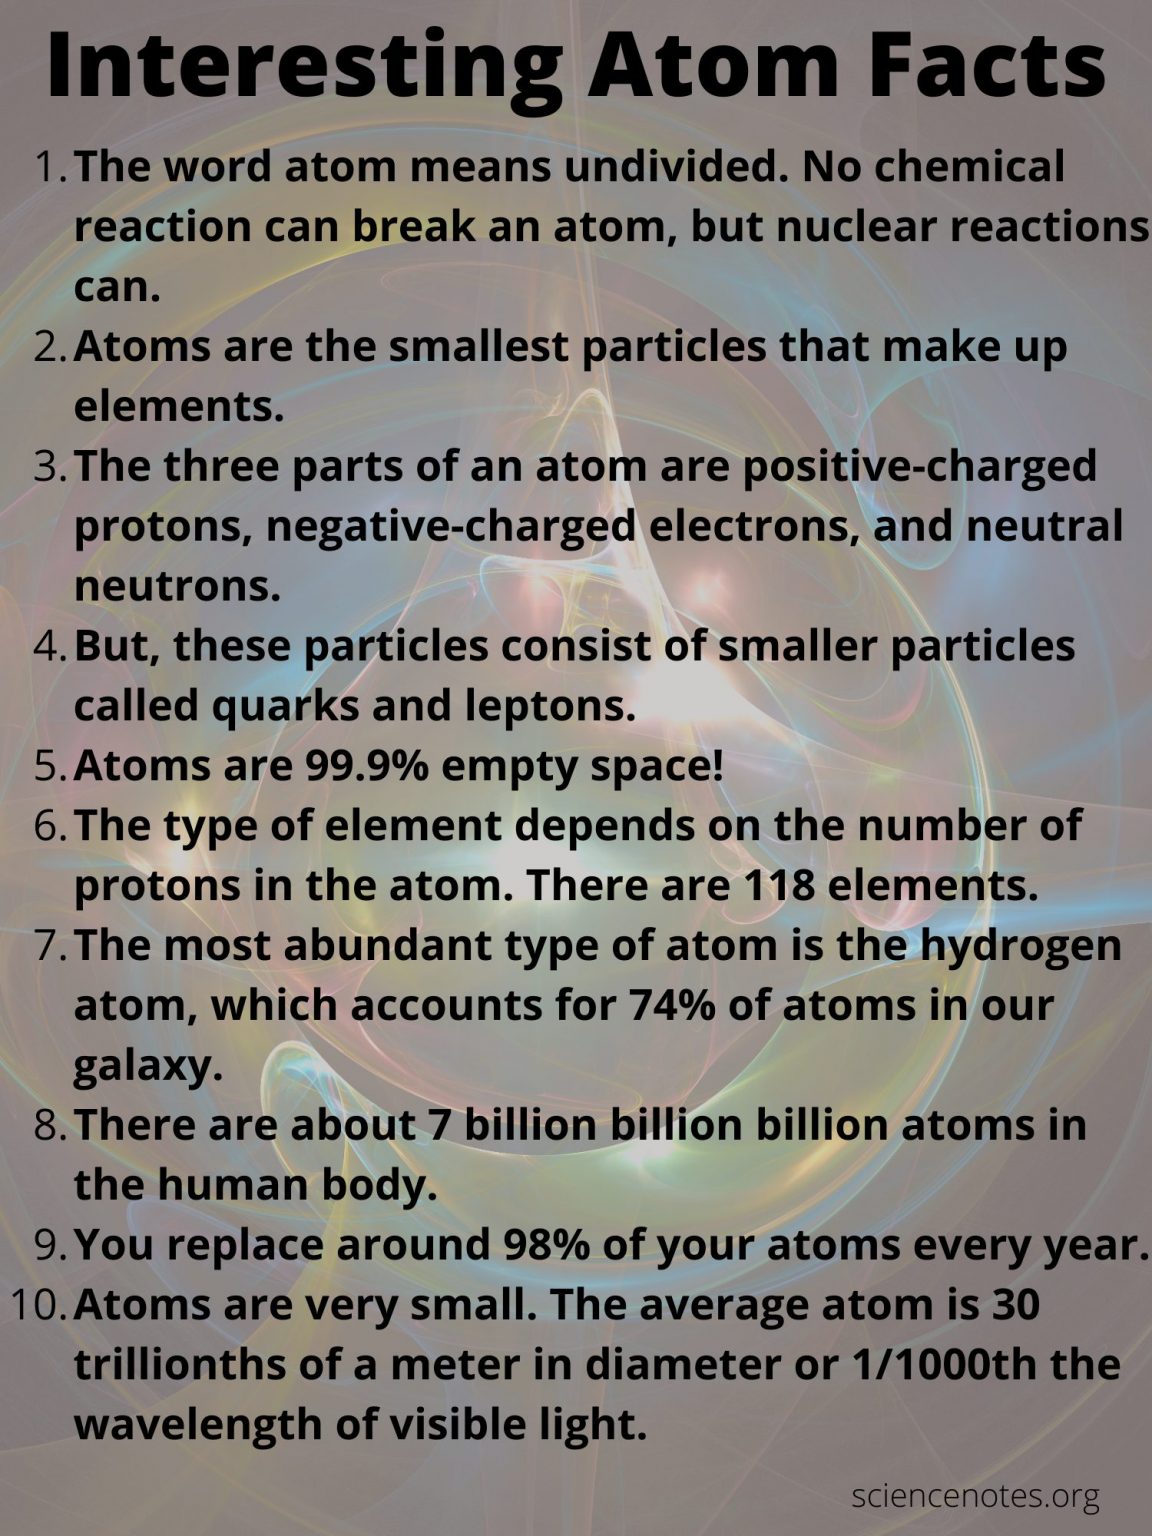 Interesting Atom Facts
1. The word atom means undivided. No chemical
reaction can break an atom, but nuclear reactions
can.
2. Atoms are the smallest particles that make up
elements.
3. The three parts of an atom are positive-charged
protons, negative-charged electrons, and neutral
neutrons.
4. But, these particles consist of smaller particles
called quarks and leptons.
5. Atoms are 99.9% empty space!
6. The type of element depends on the number of
protons in the atom. There are 118 elements.
7. The most abundant type of atom is the hydrogen
atom, which accounts for 74% of atoms in our
galaxy.
8. There are about 7 billion billion billion atoms in
the human body.
9. You replace around 98% of your atoms every year.
10. Atoms are very small. The average atom is 30
trillionths of a meter in diameter or 1/1000th the
wavelength of visible light.
sciencenotes.org